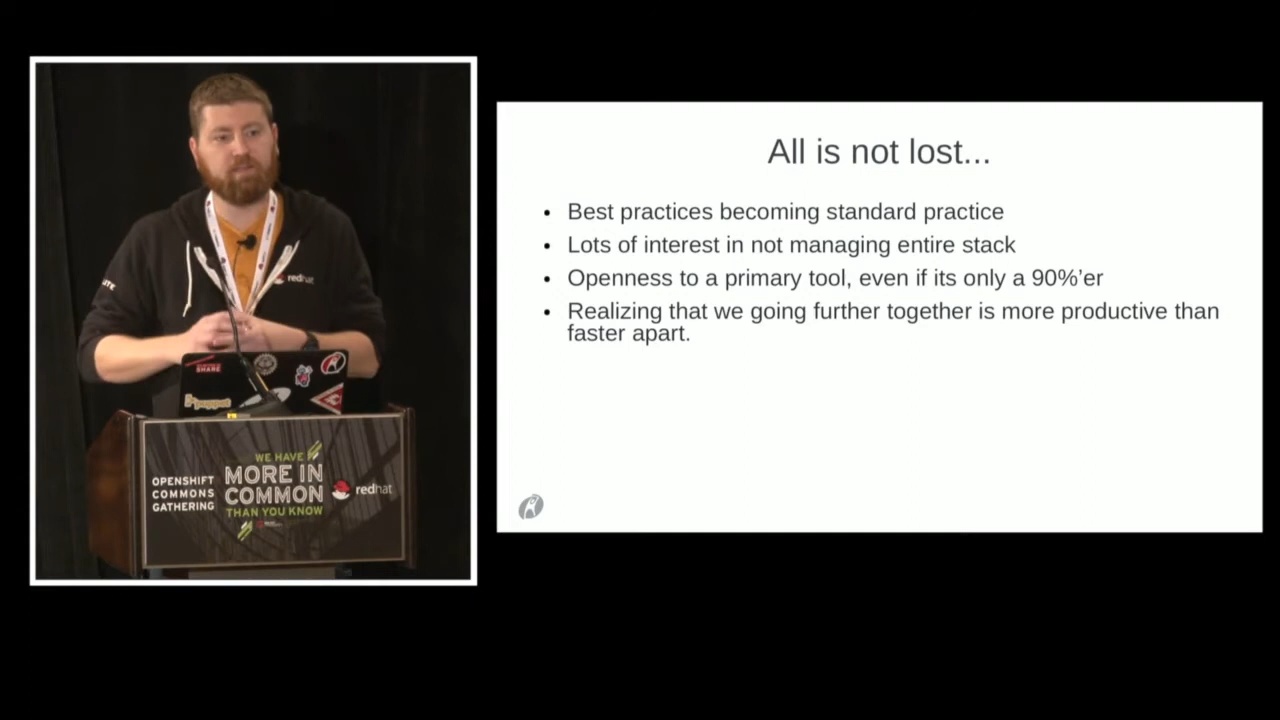 All is not lost...
• Best practices becoming standard practice
• Lots of interest in not managing entire stack
• Openness to a primary tool, even if its only a 90%'er
• Realizing that we going further together is more productive than
faster apart.
redhat
SHARE
puppet
OPENSHIFT
COMMONS
GATHERING
WE HAVE
MORE IN
COMMON
THAN YOU KNOW
redhat